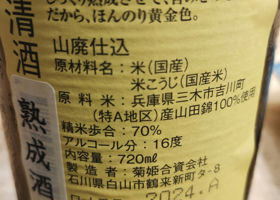 だから、ほんのり黄金色。
清酒
熟成酒
山廃仕込
原材料名：米（国産）
米こうじ（国産米）
原料米：兵庫県三木市吉川町
（特A地区）産山田錦100%使用
精米歩合：70%
アルコール分：16度
内容量：720ml
製造者：菊姫合資会社
石川県白山市鶴来新町タ-8
2024.A